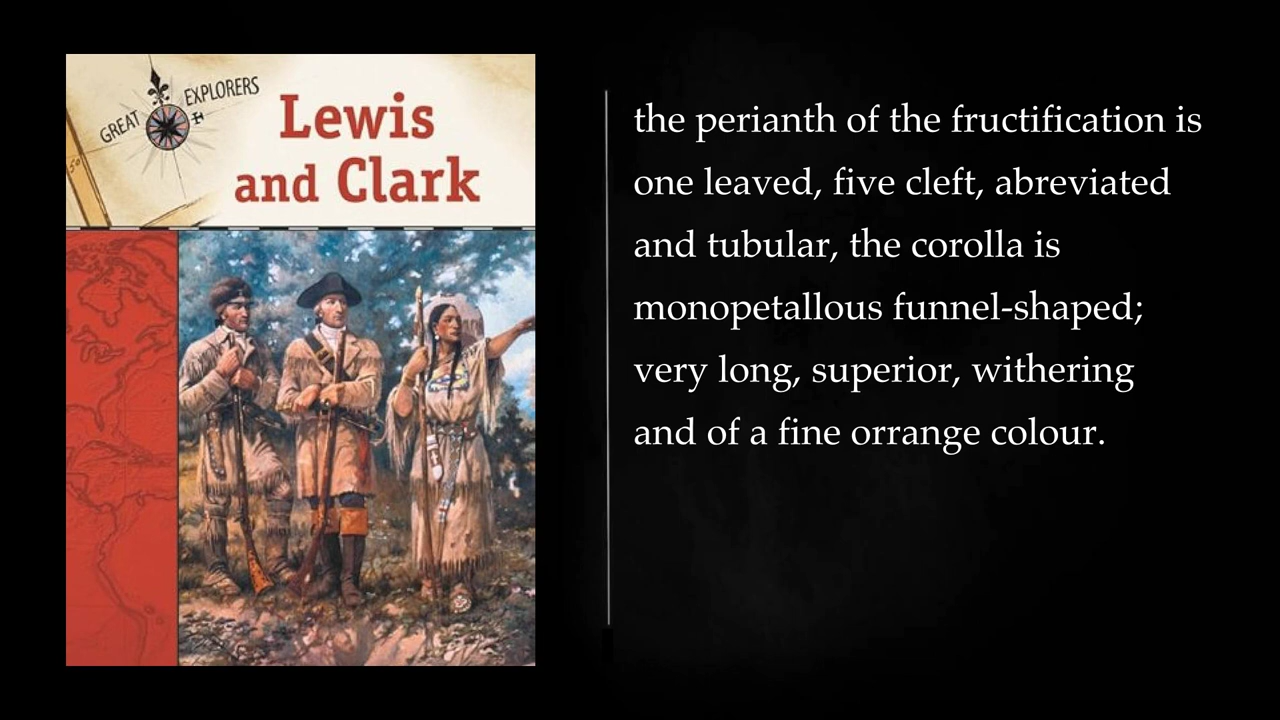 GREAT EXPLORERS
Lewis
and Clark
50
the perianth of the fructification is
one leaved, five cleft, abreviated
and tubular, the corolla is
monopetallous funnel-shaped;
very long, superior, withering
and of a fine orrange colour.